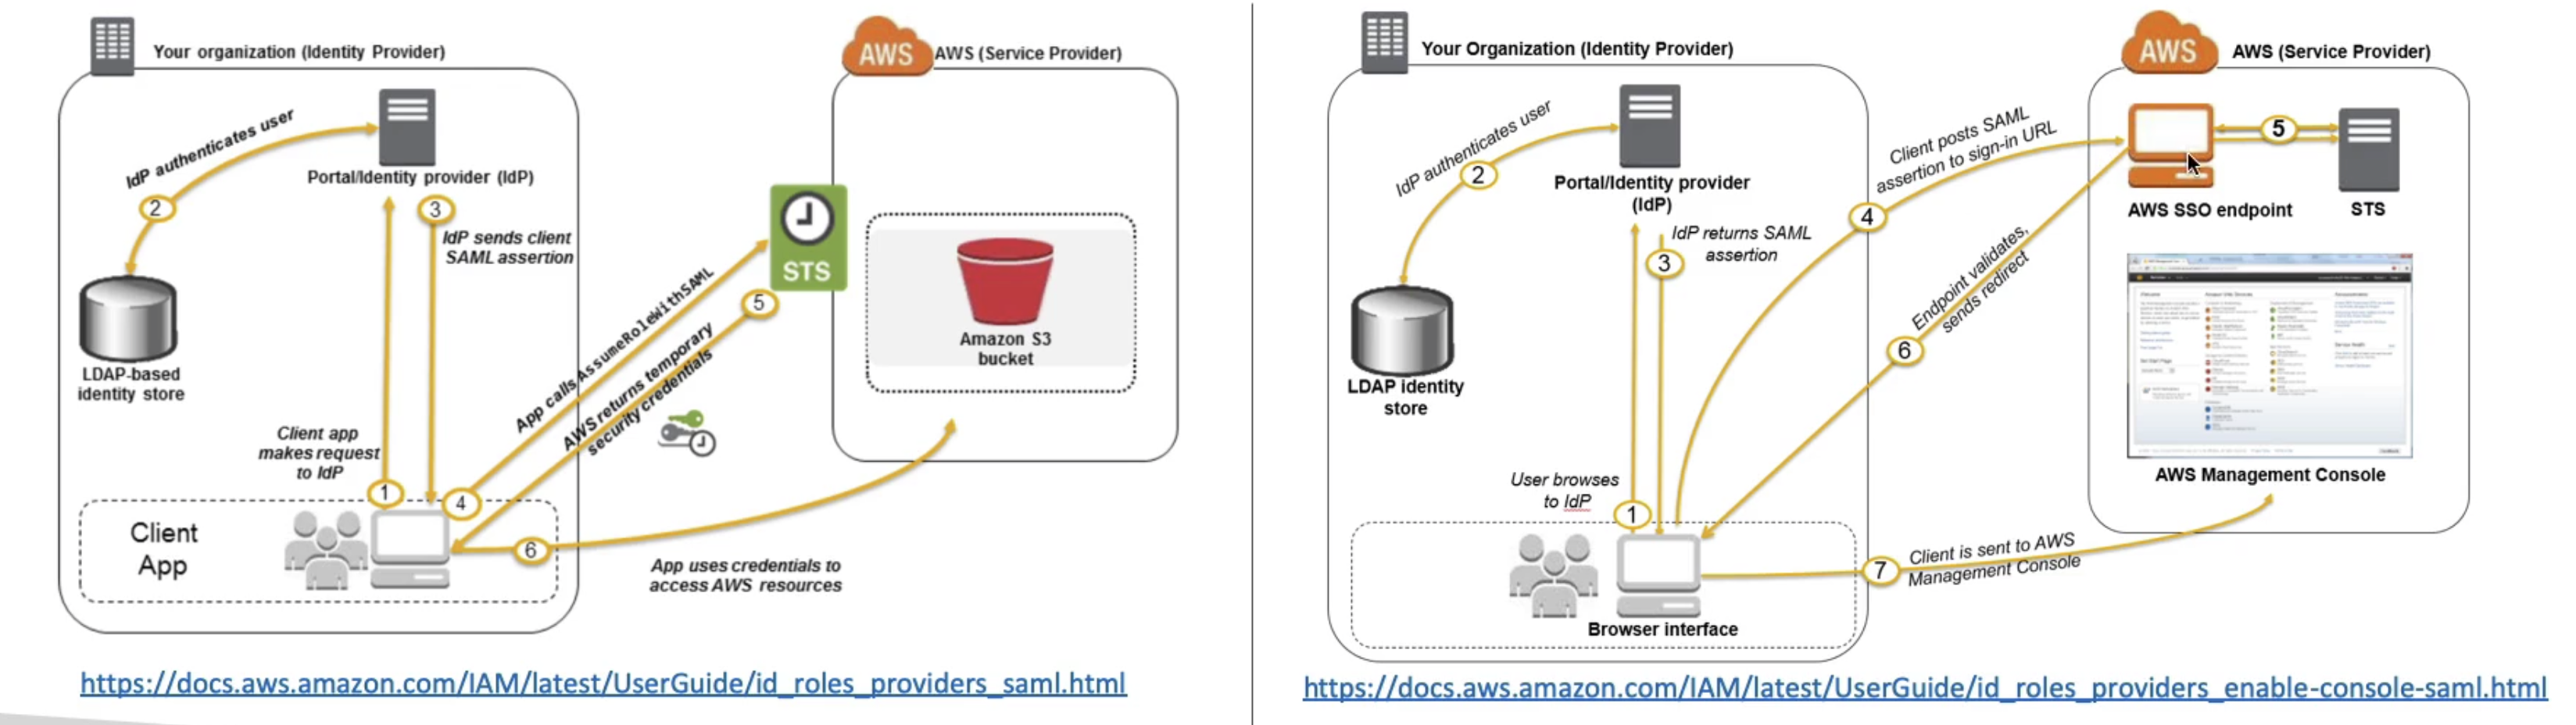 Your organization (Identity Provider)
AWS
AWS (Service Provider)
IdP authenticates user
2
Portal/Identity provider (IdP)
3
IdP sends client
SAML assertion
LDAP-based
identity store
STS
App calls AssumeRoleWithSAML
5
AWS returns temporary
security credentials
Amazon S3
bucket
Client app
makes request
to IdP
1
4
Client
App
6
App uses credentials to
access AWS resources
https://docs.aws.amazon.com/IAM/latest/UserGuide/id_roles_providers_saml.html
Your Organization (Identity Provider)
AWS
AWS (Service Provider)
IdP authenticates user
2
Portal/Identity provider
(IdP)
3
IdP returns SAML
assertion
LDAP identity
store
Client posts SAML
assertion to sign-in URL
4
5
AWS SSO endpoint
STS
Endpoint validates,
sends redirect
6
AWS Management Console
User browses
to IdP
1
7
Client is sent to AWS
Management Console
Browser interface
https://docs.aws.amazon.com/IAM/latest/UserGuide/id_roles_providers_enable-console-saml.html